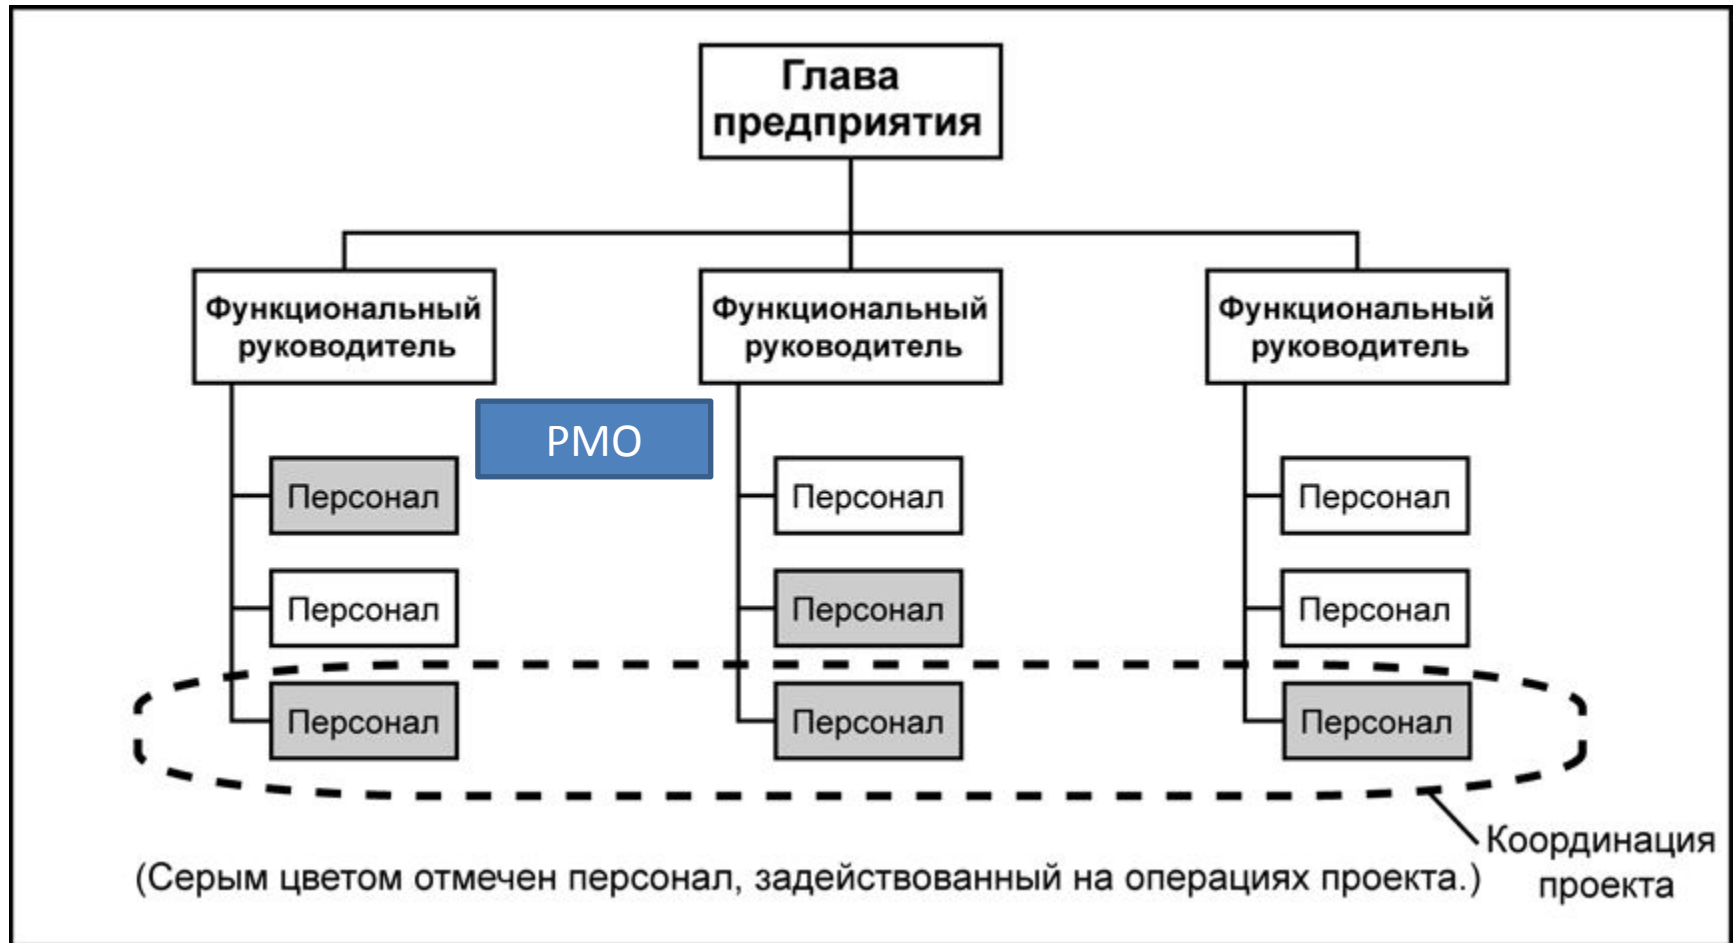 Глава
предприятия
Функциональный
руководитель
Функциональный
руководитель
Функциональный
руководитель
PMO
Персонал
Персонал
Персонал
Персонал
Персонал
Персонал
Персонал
Персонал
Персонал
Координация
проекта
(Серым цветом отмечен персонал, задействованный на операциях проекта.)